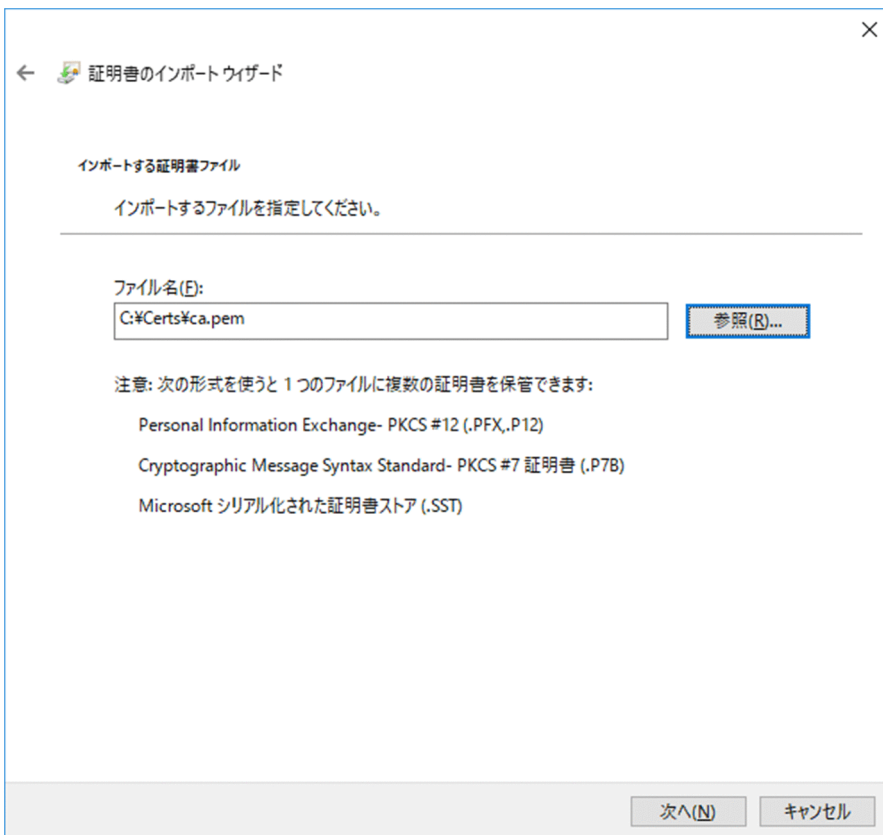 証明書のインポート ウィザード
インポートする証明書ファイル
インポートするファイルを指定してください。
ファイル名(F):
C:¥Certs¥ca.pem
参照(R)...
注意: 次の形式を使うと 1 つのファイルに複数の証明書を保管できます:
Personal Information Exchange- PKCS #12 (.PFX,.P12)
Cryptographic Message Syntax Standard- PKCS #7 証明書 (.P7B)
Microsoft シリアル化された証明書ストア (.SST)
次へ(N)
キャンセル